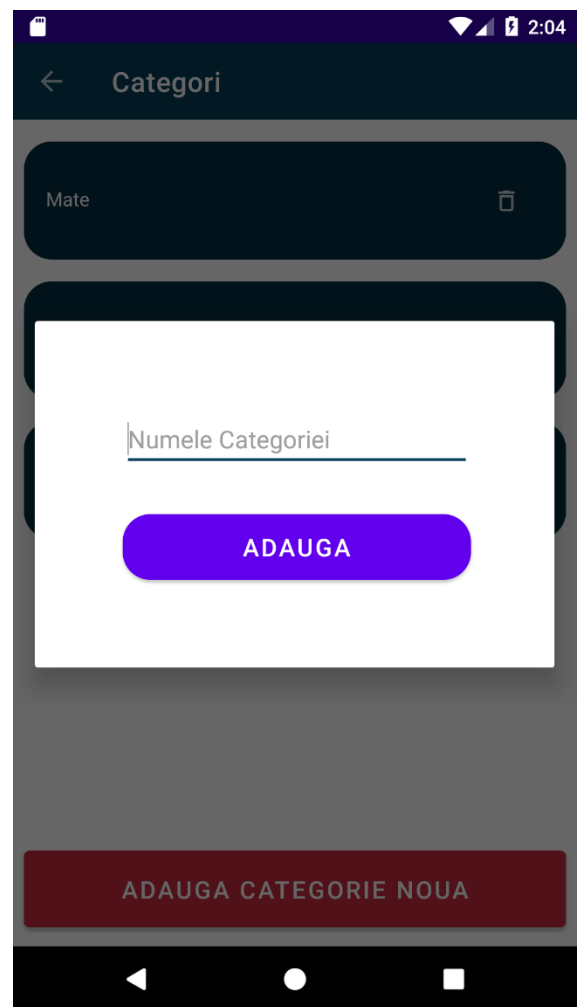 2:04
Categori
Mate
Numele Categoriei
ADAUGA
ADAUGA CATEGORIE NOUA